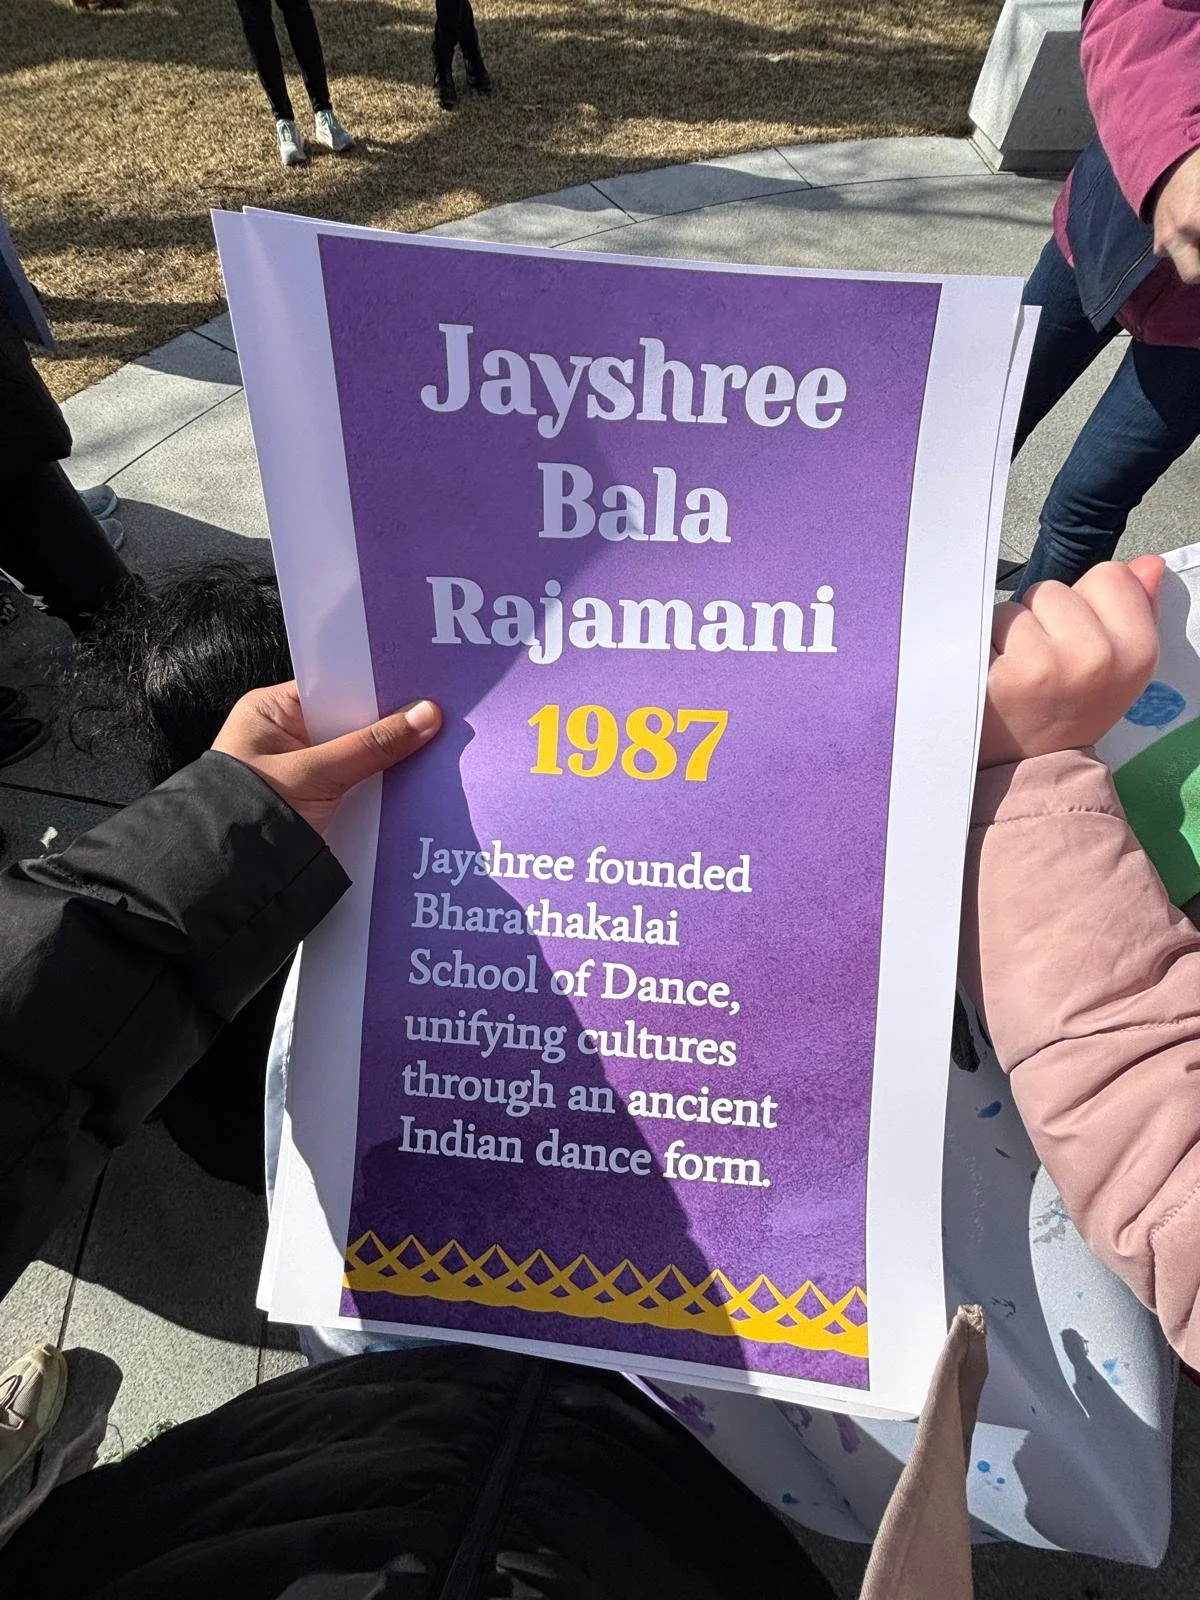 Jayshree
Bala
Rajamani
1987
Jayshree founded
Bharathakalai
School of Dance,
unifying cultures
through an ancient
Indian dance form.